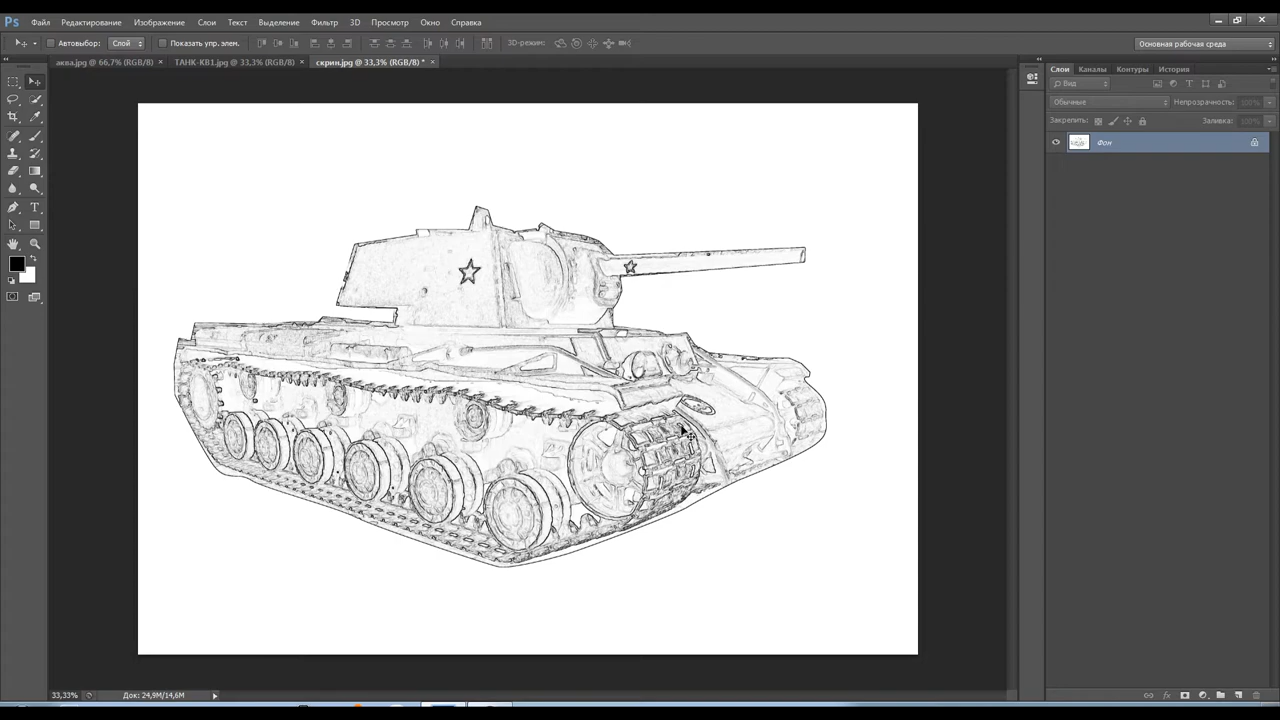 Ps Файл Редактирование Изображение Слои Текст Выделение Фильтр 3D Просмотр Окно Справка
Автовыбор: Слой Показать упр. элем. 3D-режим: Основная рабочая среда
аква.jpg @ 66,7% (RGB/8) × ТАНК-КВ1.jpg @ 33,3% (RGB/8) × скрин.jpg @ 33,3% (RGB/8) * ×
Слои Каналы Контуры История
Вид
Обычные Непрозрачность: 100%
Закрепить: Заливка: 100%
Фон
33,33% Док: 24,9M/14,6M